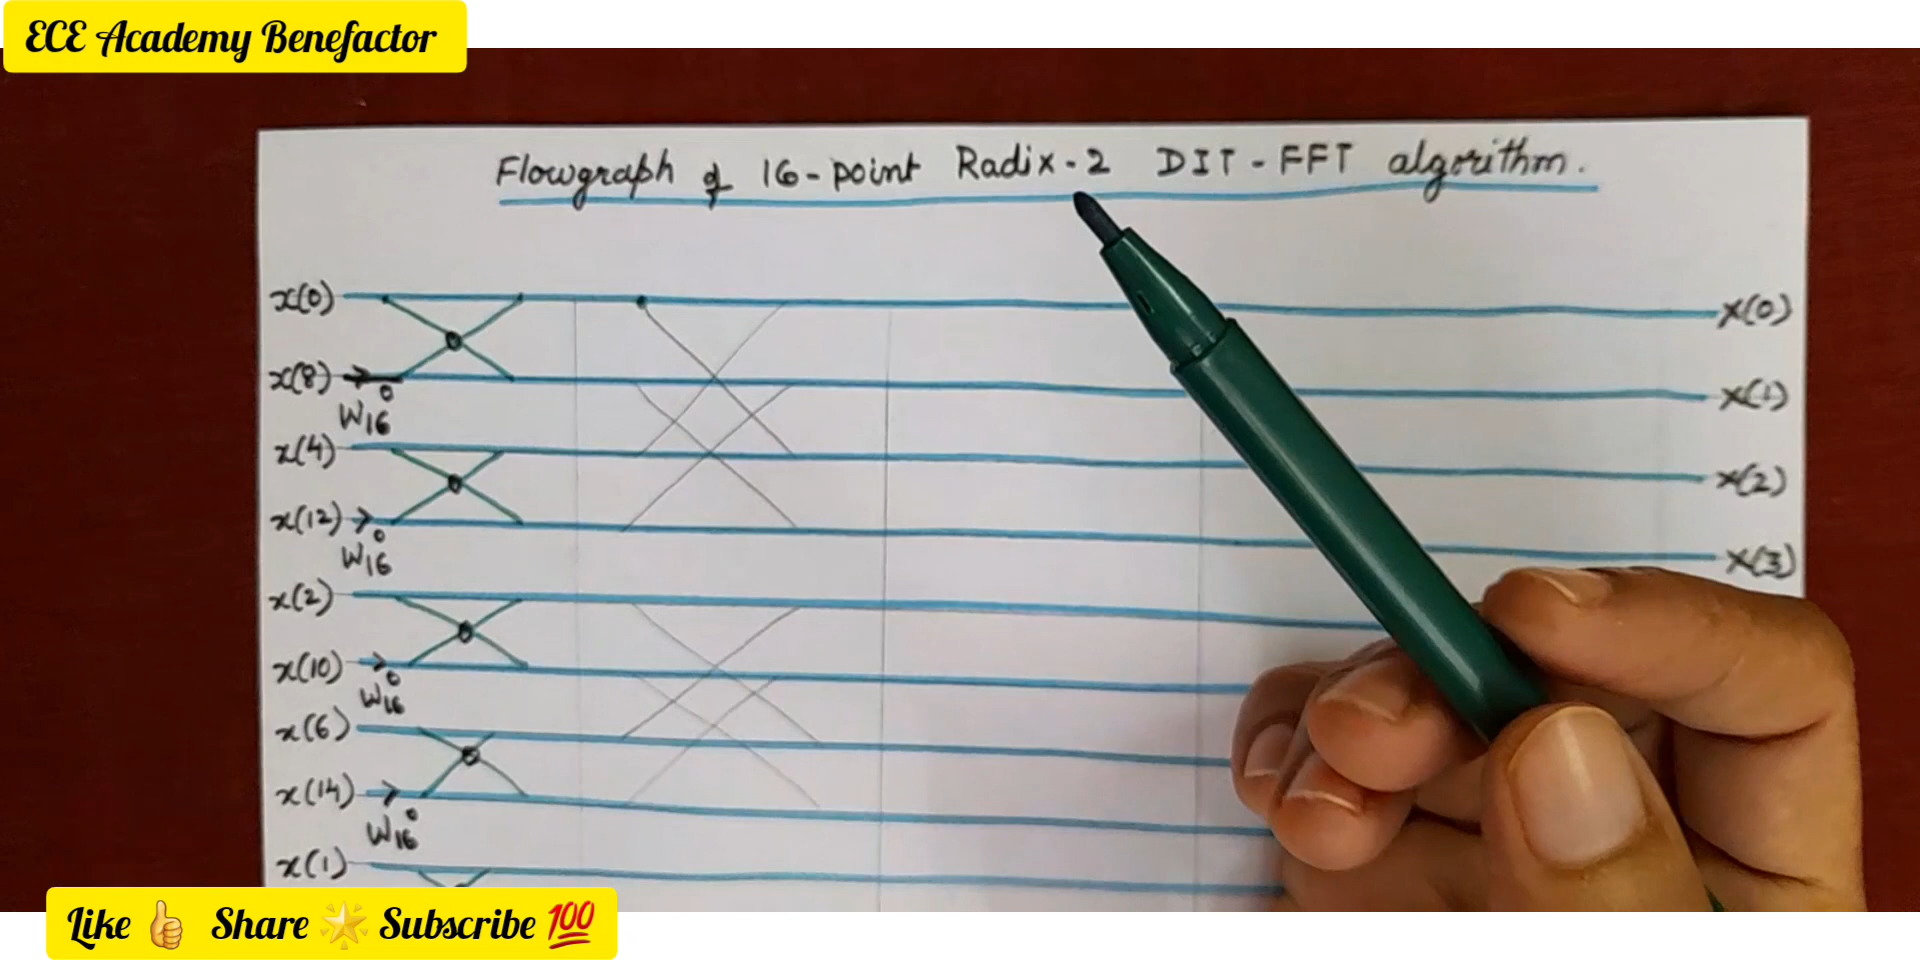 ECE Academy Benefactor
Flowgraph of 16-point Radix-2 DIT-FFT algorithm.
x(0) X(0)
x(8) X(1)
W16^0
x(4) X(2)
x(12) X(3)
W16^0
x(2)
x(10)
W16^0
x(6)
x(14)
W16^0
x(1)
Like 👍 Share 🌟 Subscribe 💯